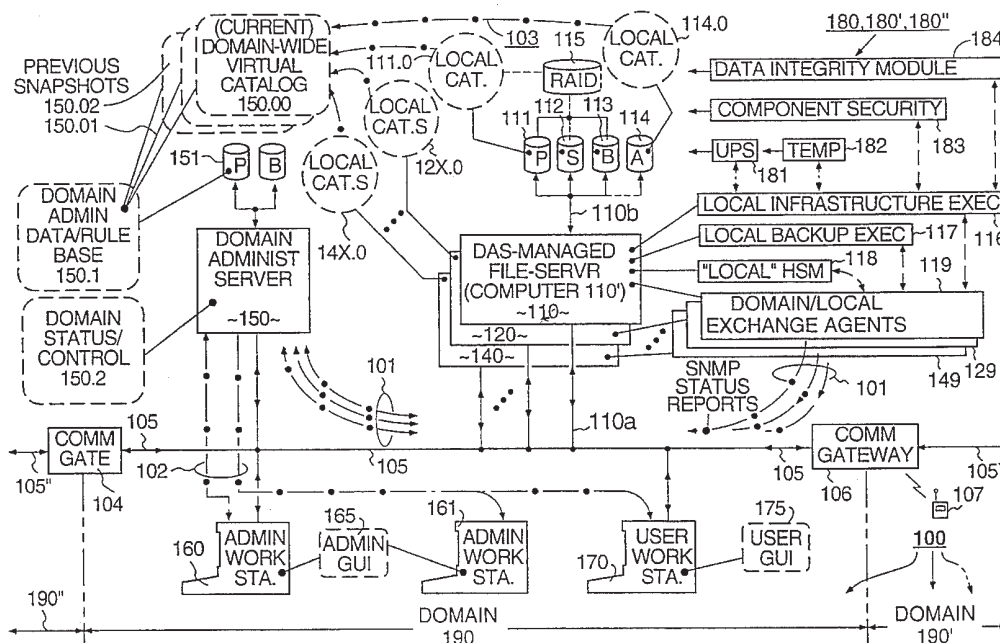 (CURRENT)
DOMAIN-WIDE
VIRTUAL
CATALOG
150.00
PREVIOUS
SNAPSHOTS
150.02
150.01
103
111.0
LOCAL
CAT.
115
RAID
LOCAL
CAT.
114.0
180,180',180"
184
DATA INTEGRITY MODULE
COMPONENT SECURITY
183
UPS
181
TEMP
182
LOCAL
CAT.S
12X.0
LOCAL
CAT.S
14X.0
111
112
113
114
P
S
B
A
110b
151
P
B
DOMAIN
ADMIN
DATA/RULE
BASE
150.1
DOMAIN
ADMINIST
SERVER
~150~
DOMAIN
STATUS/
CONTROL
150.2
DAS-MANAGED
FILE-SERVR
(COMPUTER 110')
~110~
~120~
~140~
LOCAL INFRASTRUCTURE EXEC
116
LOCAL BACKUP EXEC
117
"LOCAL" HSM
118
119
DOMAIN/LOCAL
EXCHANGE AGENTS
129
149
SNMP
STATUS
REPORTS
101
101
110a
105
COMM
GATE
104
105"
102
105
105
COMM
GATEWAY
106
105'
107
100
160
ADMIN
WORK
STA.
165
ADMIN
GUI
161
ADMIN
WORK
STA.
170
USER
WORK
STA.
175
USER
GUI
190"
DOMAIN
190
DOMAIN
190'